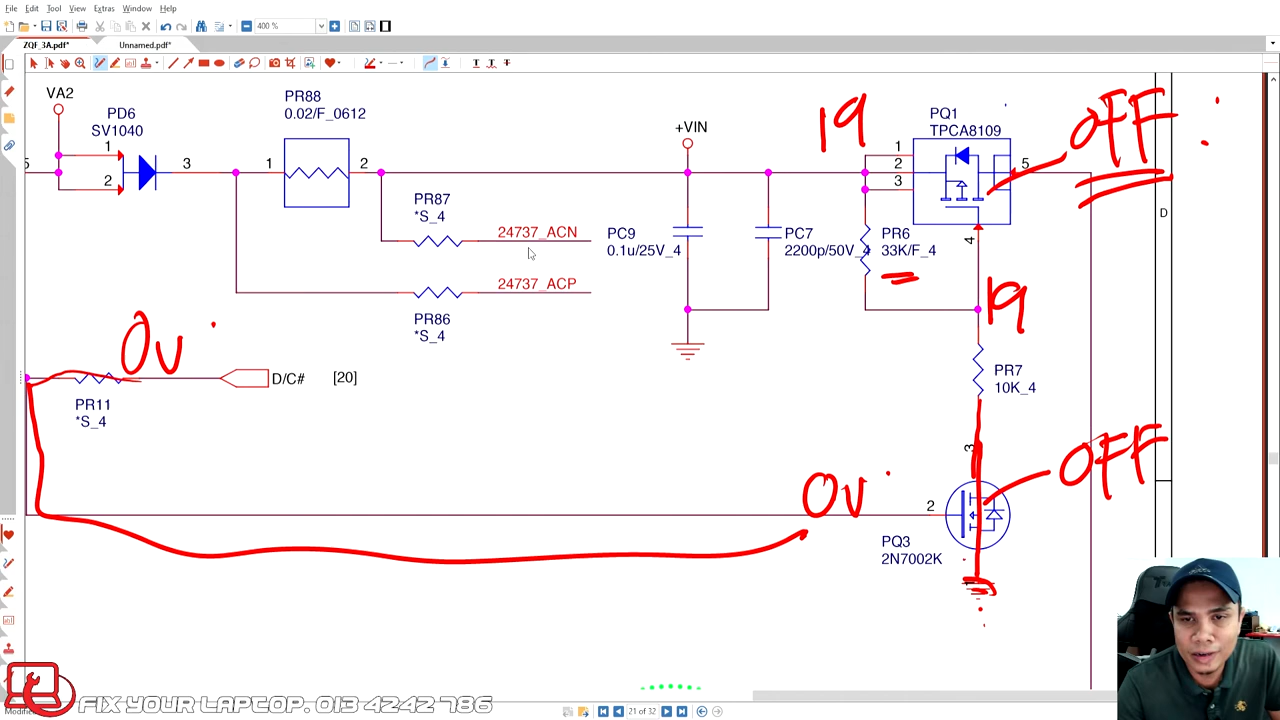 File Edit Tool View Extras Window Help
400 %
ZQF_3A.pdf* Unnamed.pdf*
VA2
PD6
SV1040
5
1
2
3
PR88
0.02/F_0612
1
2
PR87
*S_4
24737_ACN
24737_ACP
PR86
*S_4
+VIN
PC9
0.1u/25V_4
PC7
2200p/50V_4
19
PQ1
TPCA8109
1
2
3
5
4
OFF
D
PR6
33K/F_4
19
PR7
10K_4
0v
D/C#
[20]
PR11
*S_4
0v
3
OFF
2
PQ3
2N7002K
1
FIX YOUR LAPTOP. 013 4242 786
21 of 32